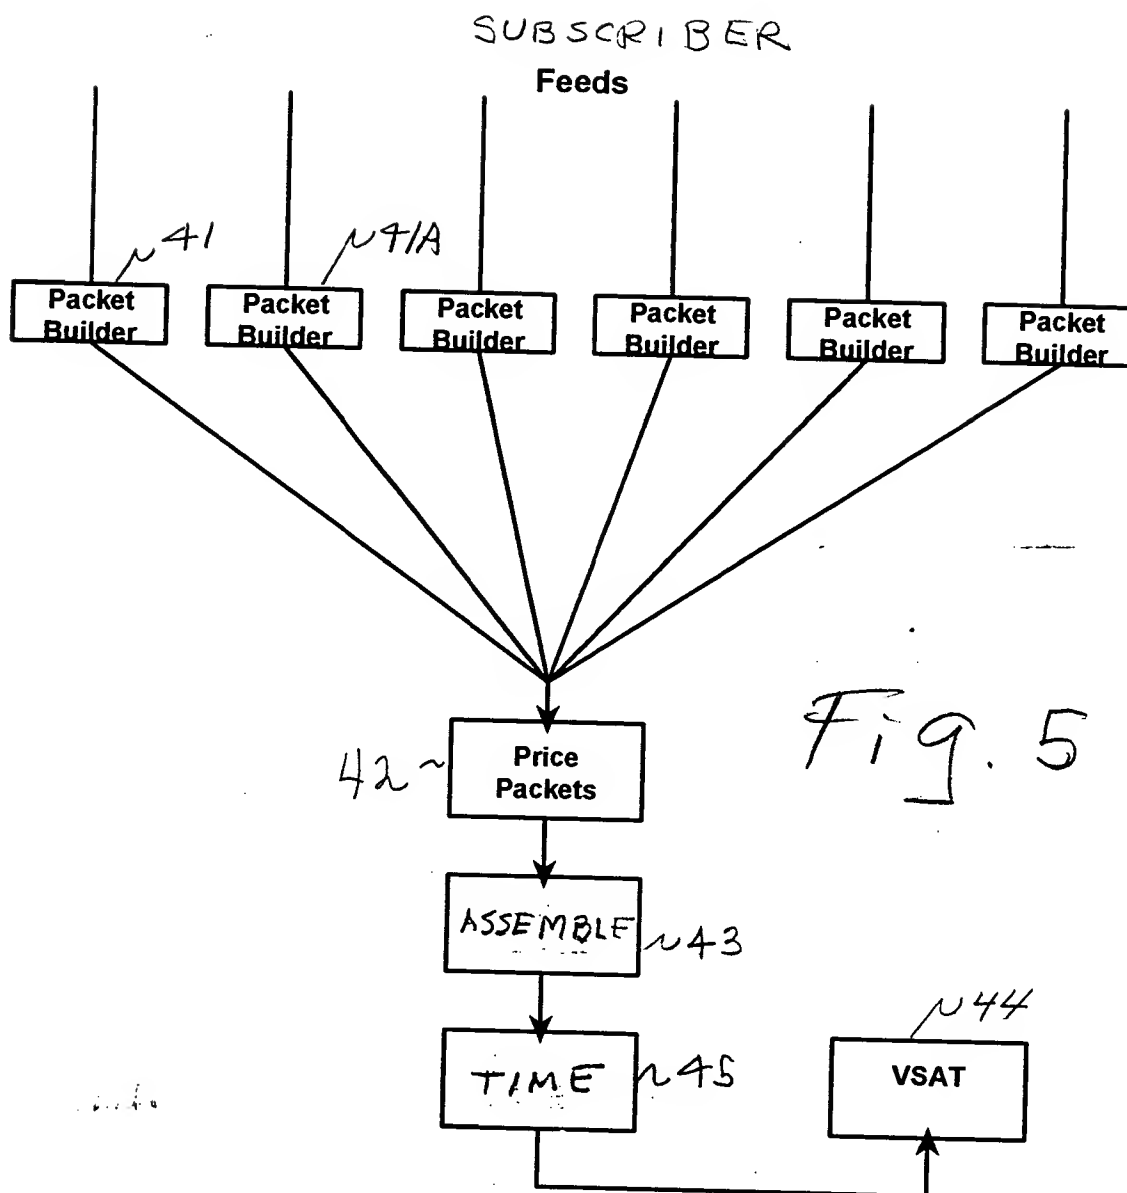 SUBSCRIBER
Feeds
41
41A
Packet
Builder
Packet
Builder
Packet
Builder
Packet
Builder
Packet
Builder
Packet
Builder
Price
Packets
42
Fig. 5
ASSEMBLE
43
TIME
45
44
VSAT